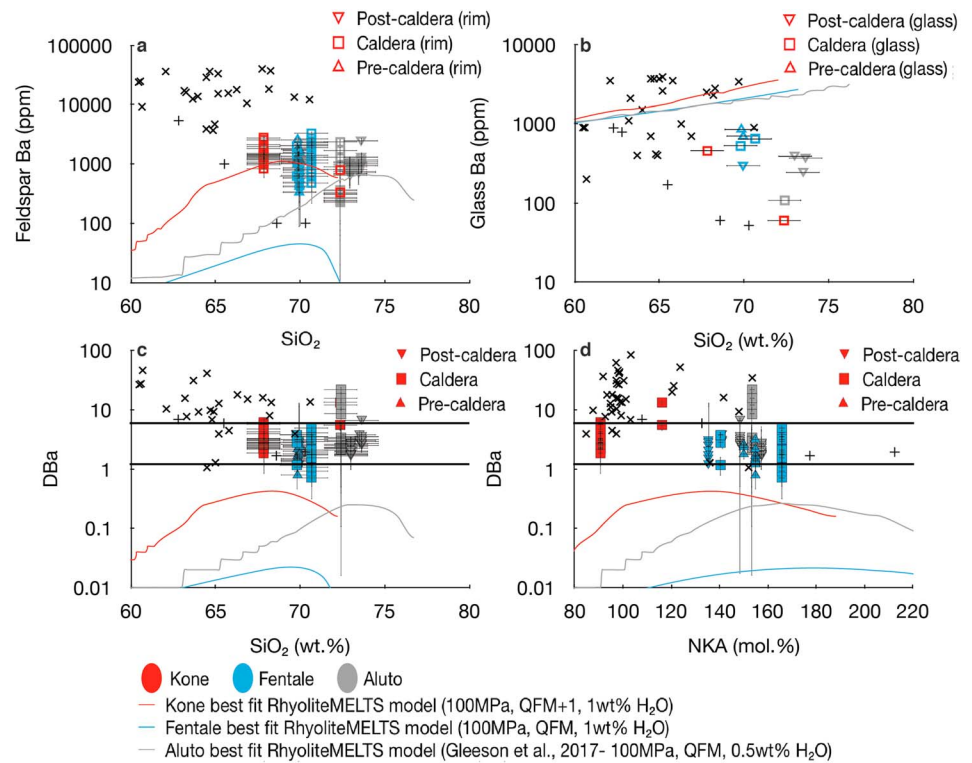 a
Post-caldera (rim)
Caldera (rim)
Pre-caldera (rim)
100000
10000
1000
100
10
Feldspar Ba (ppm)
60 65 70 75 80
SiO₂
b
Post-caldera (glass)
Caldera (glass)
Pre-caldera (glass)
10000
1000
100
10
Glass Ba (ppm)
60 65 70 75 80
SiO₂ (wt.%)
c
Post-caldera
Caldera
Pre-caldera
100
10
1
0.1
0.01
DBa
60 65 70 75 80
SiO₂ (wt.%)
d
Post-caldera
Caldera
Pre-caldera
100
10
1
0.1
0.01
DBa
80 100 120 140 160 180 200 220
NKA (mol.%)
Kone Fentale Aluto
Kone best fit RhyoliteMELTS model (100MPa, QFM+1, 1wt% H₂O)
Fentale best fit RhyoliteMELTS model (100MPa, QFM, 1wt% H₂O)
Aluto best fit RhyoliteMELTS model (Gleeson et al., 2017- 100MPa, QFM, 0.5wt% H₂O)